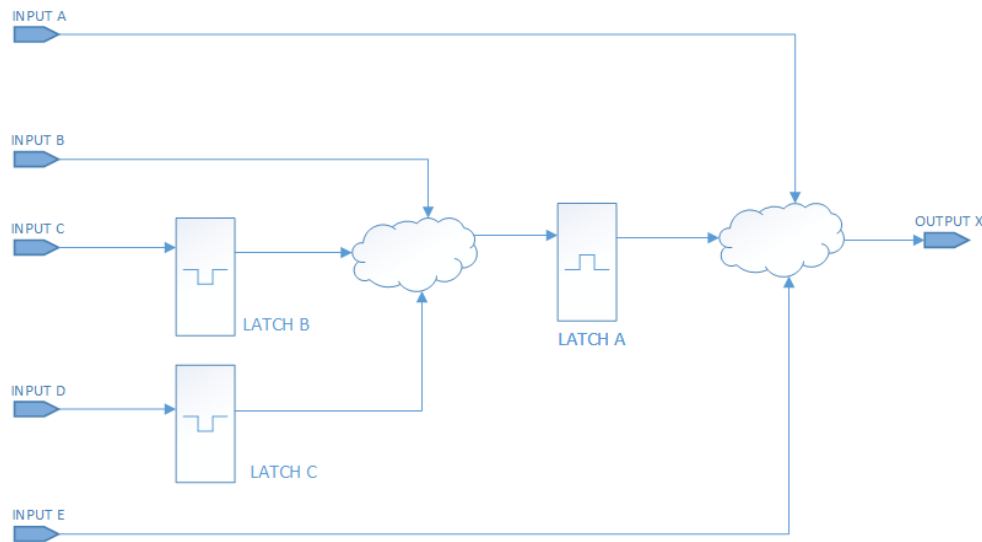 INPUT A
INPUT B
INPUT C
OUTPUT X
LATCH B
LATCH A
INPUT D
LATCH C
INPUT E